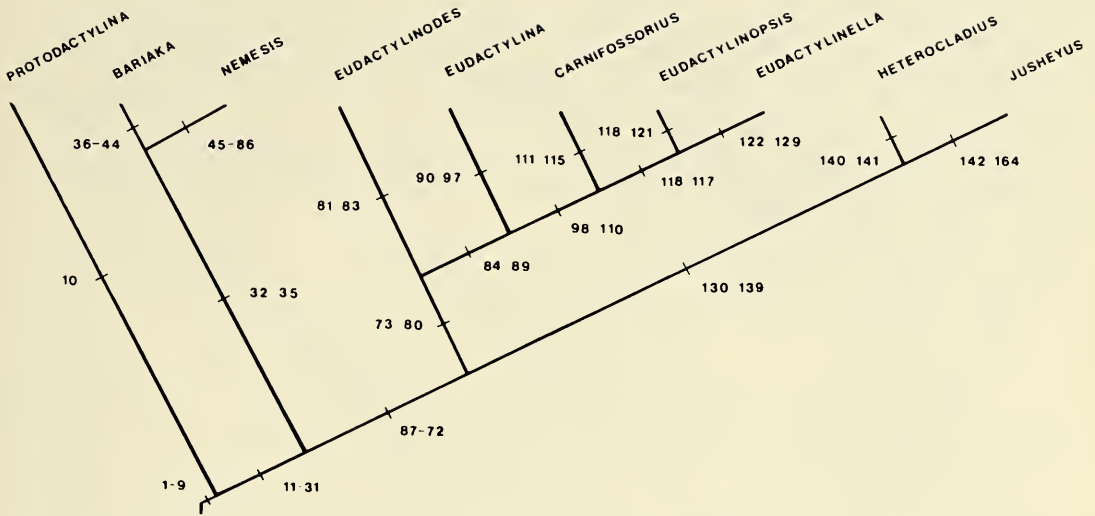 PROTODACTYLINA
BARIAKA
NEMESIS
EUDACTYLINODES
EUDACTYLINA
CARNIFOSSORIUS
EUDACTYLINOPSIS
EUDACTYLINELLA
HETEROCLADIUS
JUSHEYUS
36-44
45-86
118 121
122 129
111 115
140 141
142 164
90 97
118 117
81 83
98 110
84 89
10
32 35
130 139
73 80
87-72
1-9
11-31